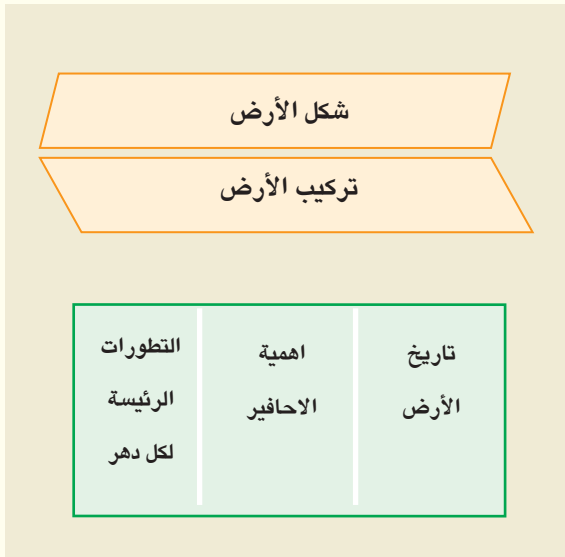 شكل الأرض
تركيب الأرض
تاريخ
الأرض
اهمية
الاحافير
التطورات
الرئيسة
لكل دهر